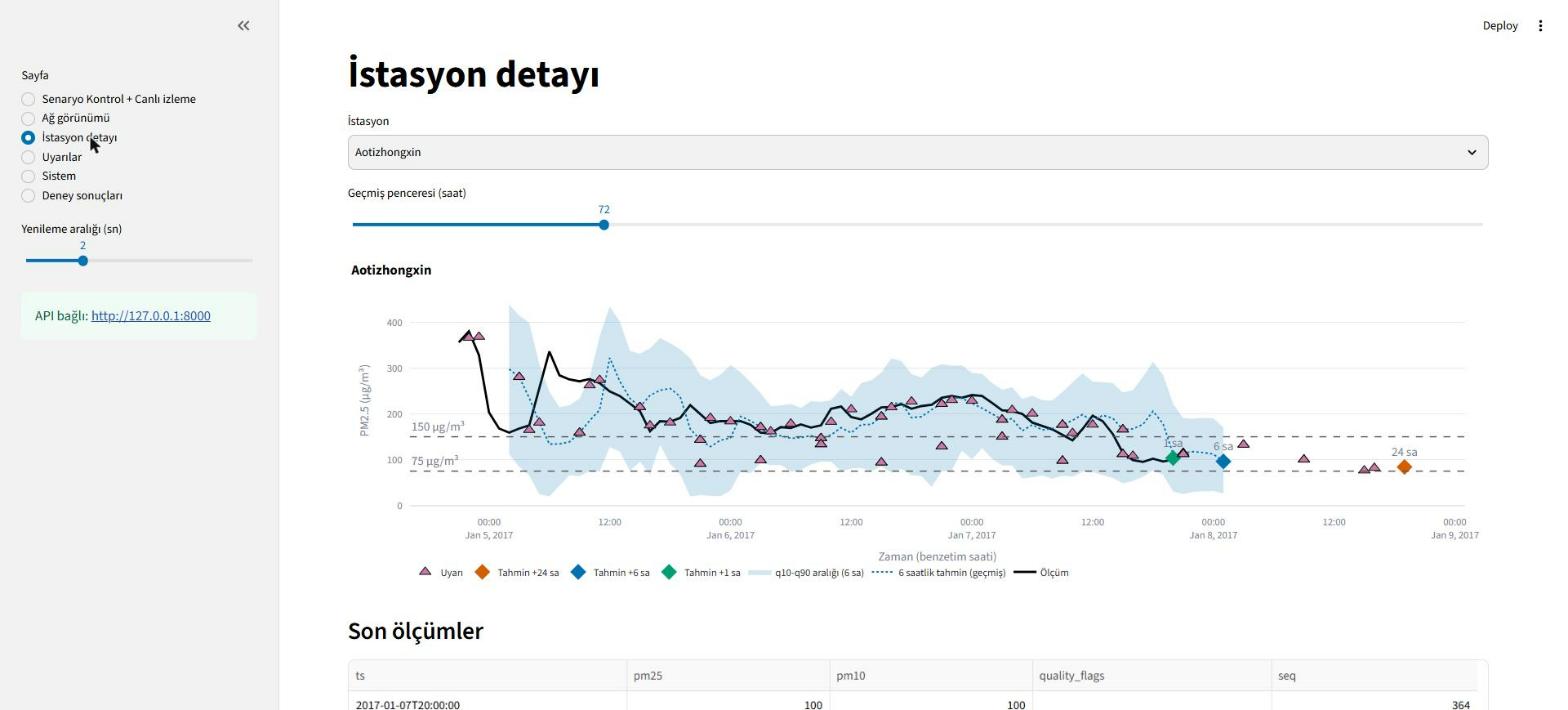 Deploy
Sayfa
Senaryo Kontrol + Canlı izleme
Ağ görünümü
İstasyon detayı
Uyarılar
Sistem
Deney sonuçları
Yenileme aralığı (sn)
2
API bağlı: http://127.0.0.1:8000
İstasyon detayı
İstasyon
Aotizhongxin
Geçmiş penceresi (saat)
72
Aotizhongxin
PM2.5 (µg/m³)
400
300
200
100
0
150 µg/m³
75 µg/m³
1 sa
6 sa
24 sa
00:00 12:00 00:00 12:00 00:00 12:00 00:00 12:00 00:00
Jan 5, 2017 Jan 6, 2017 Jan 7, 2017 Jan 8, 2017 Jan 9, 2017
Zaman (benzetim saati)
Uyarı Tahmin +24 sa Tahmin +6 sa Tahmin +1 sa q10-q90 aralığı (6 sa) 6 saatlik tahmin (geçmiş) Ölçüm
Son ölçümler
ts pm25 pm10 quality_flags seq
2017-01-07T20:00:00 100 100 364